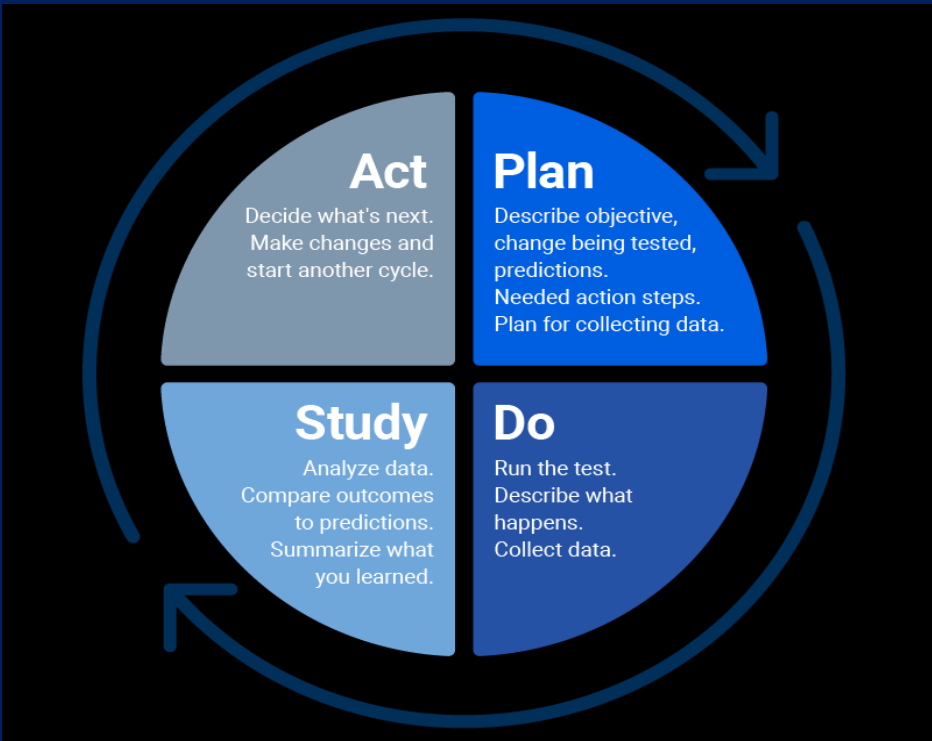 Act
Decide what's next.
Make changes and
start another cycle.
Plan
Describe objective,
change being tested,
predictions.
Needed action steps.
Plan for collecting data.
Study
Analyze data.
Compare outcomes
to predictions.
Summarize what
you learned.
Do
Run the test.
Describe what
happens.
Collect data.